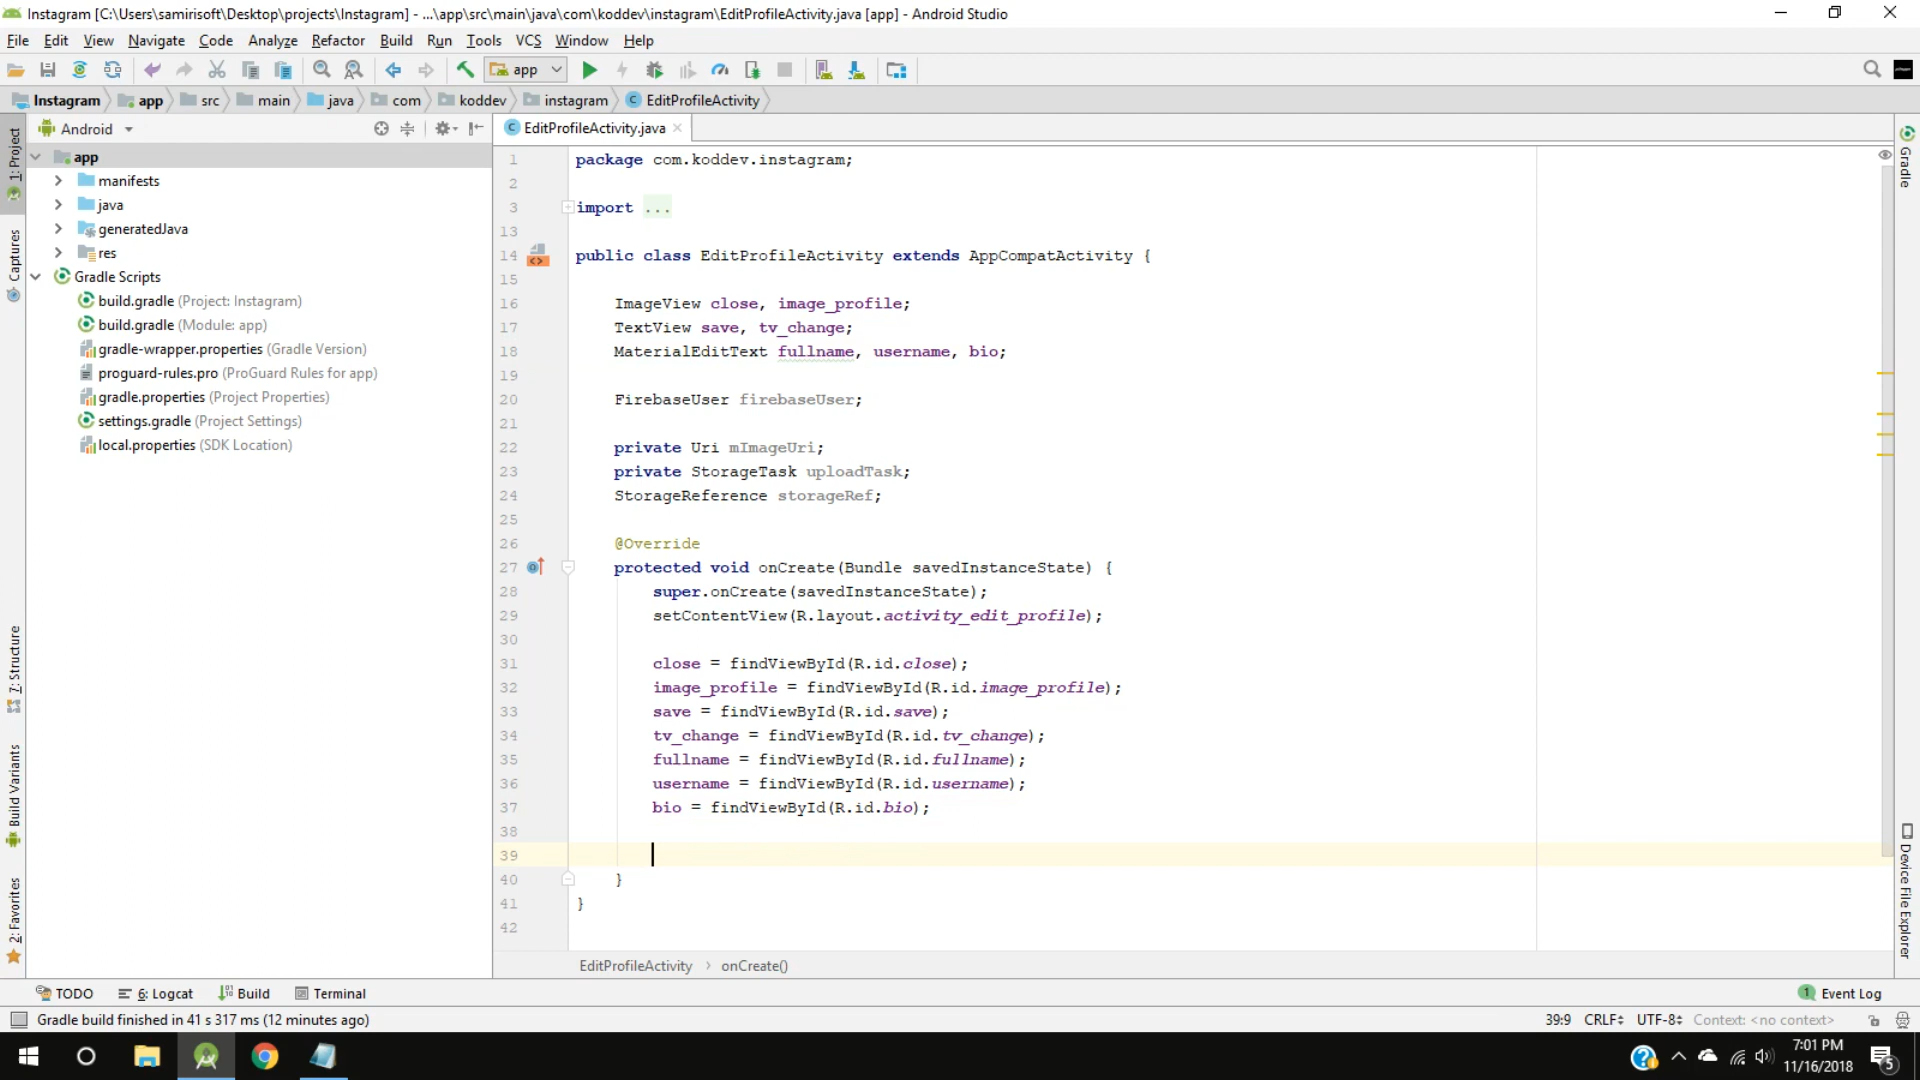 Instagram [C:\Users\samirisoft\Desktop\projects\Instagram] - ...\app\src\main\java\com\koddev\instagram\EditProfileActivity.java [app] - Android Studio
File Edit View Navigate Code Analyze Refactor Build Run Tools VCS Window Help
app
Instagram app src main java com koddev instagram EditProfileActivity
Android
EditProfileActivity.java
1: Project
Captures
7: Structure
Build Variants
2: Favorites
app
manifests
java
generatedJava
res
Gradle Scripts
build.gradle (Project: Instagram)
build.gradle (Module: app)
gradle-wrapper.properties (Gradle Version)
proguard-rules.pro (ProGuard Rules for app)
gradle.properties (Project Properties)
settings.gradle (Project Settings)
local.properties (SDK Location)
1 package com.koddev.instagram;
2
3 import ...
13
14 public class EditProfileActivity extends AppCompatActivity {
15
16 ImageView close, image_profile;
17 TextView save, tv_change;
18 MaterialEditText fullname, username, bio;
19
20 FirebaseUser firebaseUser;
21
22 private Uri mImageUri;
23 private StorageTask uploadTask;
24 StorageReference storageRef;
25
26 @Override
27 protected void onCreate(Bundle savedInstanceState) {
28 super.onCreate(savedInstanceState);
29 setContentView(R.layout.activity_edit_profile);
30
31 close = findViewById(R.id.close);
32 image_profile = findViewById(R.id.image_profile);
33 save = findViewById(R.id.save);
34 tv_change = findViewById(R.id.tv_change);
35 fullname = findViewById(R.id.fullname);
36 username = findViewById(R.id.username);
37 bio = findViewById(R.id.bio);
38
39
40 }
41 }
42
EditProfileActivity › onCreate()
Gradle
Device File Explorer
TODO 6: Logcat Build Terminal 1 Event Log
Gradle build finished in 41 s 317 ms (12 minutes ago) 39:9 CRLF UTF-8 Context: <no context>
7:01 PM
11/16/2018
5